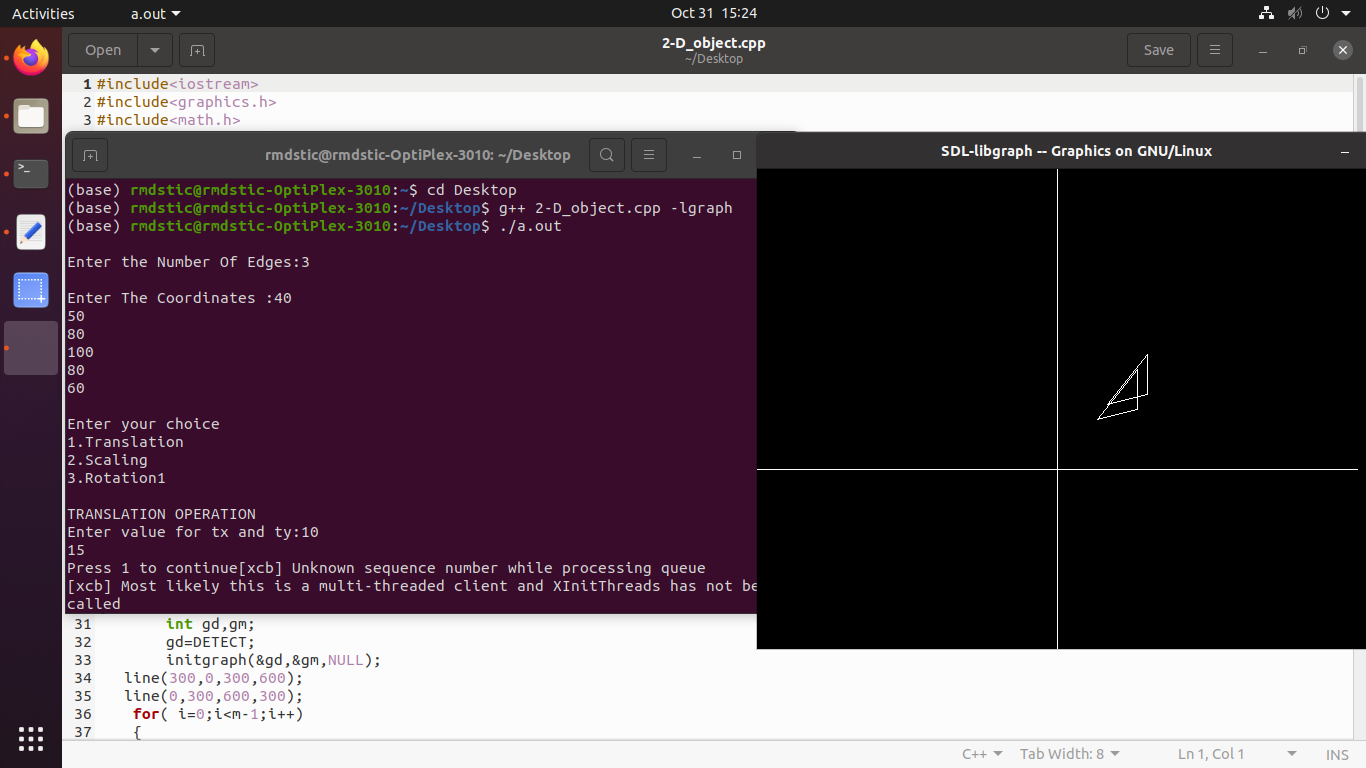 Activities
a.out
Oct 31 15:24
Open
2-D_object.cpp
~/Desktop
Save
1 #include<iostream>
2 #include<graphics.h>
3 #include<math.h>
rmdstic@rmdstic-OptiPlex-3010: ~/Desktop
(base) rmdstic@rmdstic-OptiPlex-3010:~$ cd Desktop
(base) rmdstic@rmdstic-OptiPlex-3010:~/Desktop$ g++ 2-D_object.cpp -lgraph
(base) rmdstic@rmdstic-OptiPlex-3010:~/Desktop$ ./a.out
Enter the Number Of Edges:3
Enter The Coordinates :40
50
80
100
80
60
Enter your choice
1.Translation
2.Scaling
3.Rotation1
TRANSLATION OPERATION
Enter value for tx and ty:10
15
Press 1 to continue[xcb] Unknown sequence number while processing queue
[xcb] Most likely this is a multi-threaded client and XInitThreads has not be
called
SDL-libgraph -- Graphics on GNU/Linux
31 int gd,gm;
32 gd=DETECT;
33 initgraph(&gd,&gm,NULL);
34 line(300,0,300,600);
35 line(0,300,600,300);
36 for( i=0;i<m-1;i++)
37 {
C++
Tab Width: 8
Ln 1, Col 1
INS